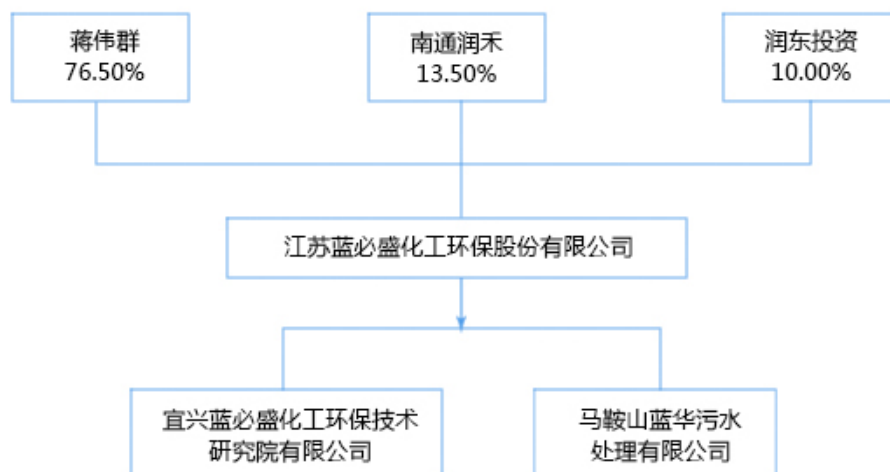 蒋伟群
76.50%
南通润禾
13.50%
润东投资
10.00%
江苏蓝必盛化工环保股份有限公司
宜兴蓝必盛化工环保技术
研究院有限公司
马鞍山蓝华污水
处理有限公司